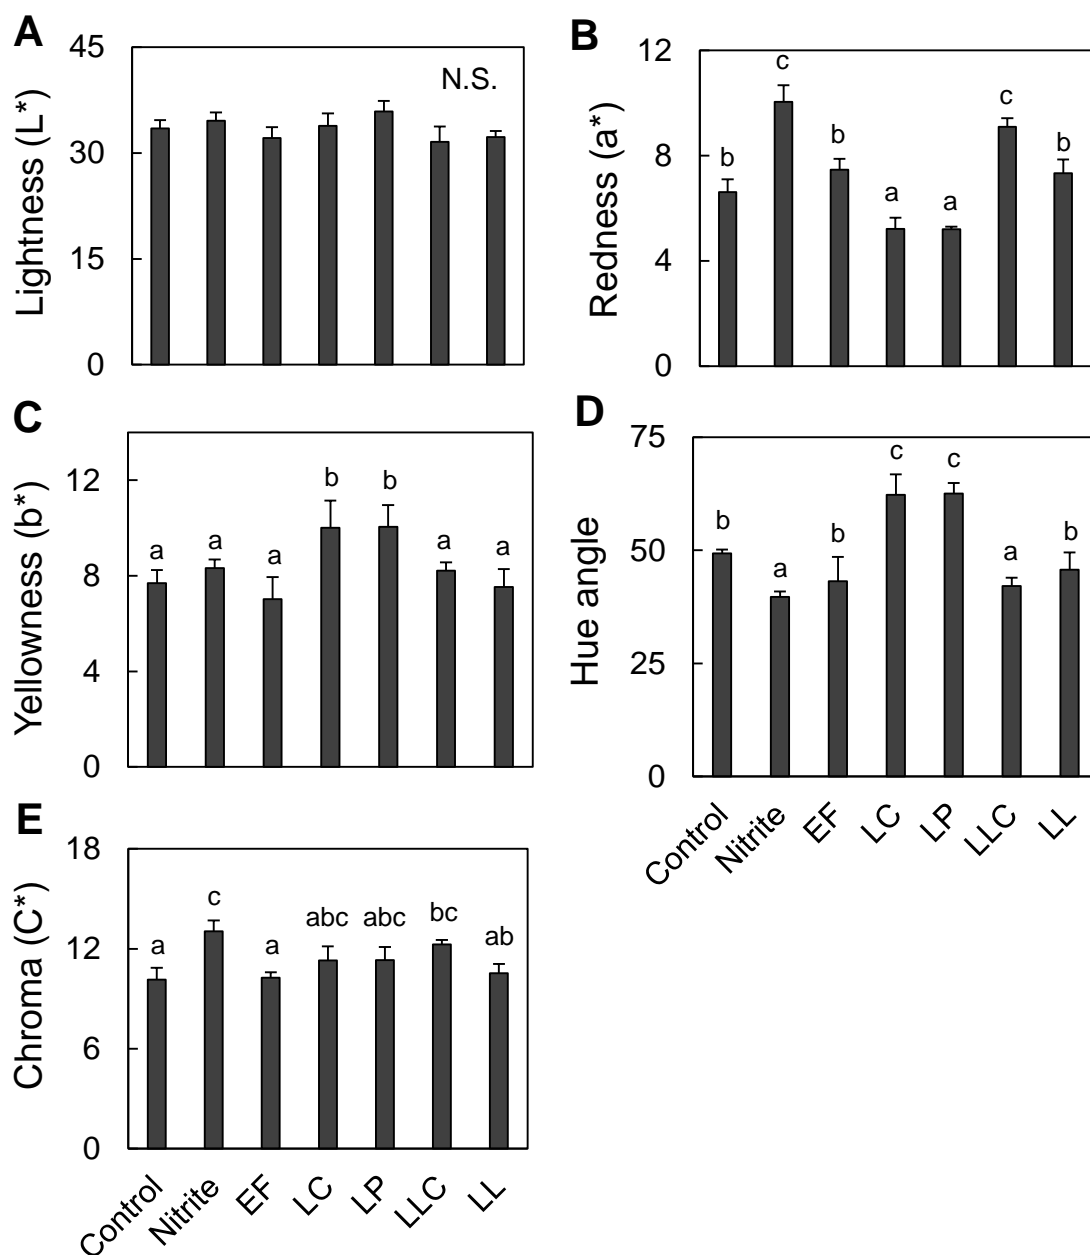 A
Lightness (L*)
45
30
15
0
N.S.
B
Redness (a*)
12
8
4
0
b
c
b
a
a
c
b
C
Yellowness (b*)
12
8
4
0
a
a
a
b
b
a
a
D
Hue angle
75
50
25
0
b
a
b
c
c
a
b
Control
Nitrite
EF
LC
LP
LLC
LL
E
Chroma (C*)
18
12
6
0
a
c
a
abc
abc
bc
ab
Control
Nitrite
EF
LC
LP
LLC
LL